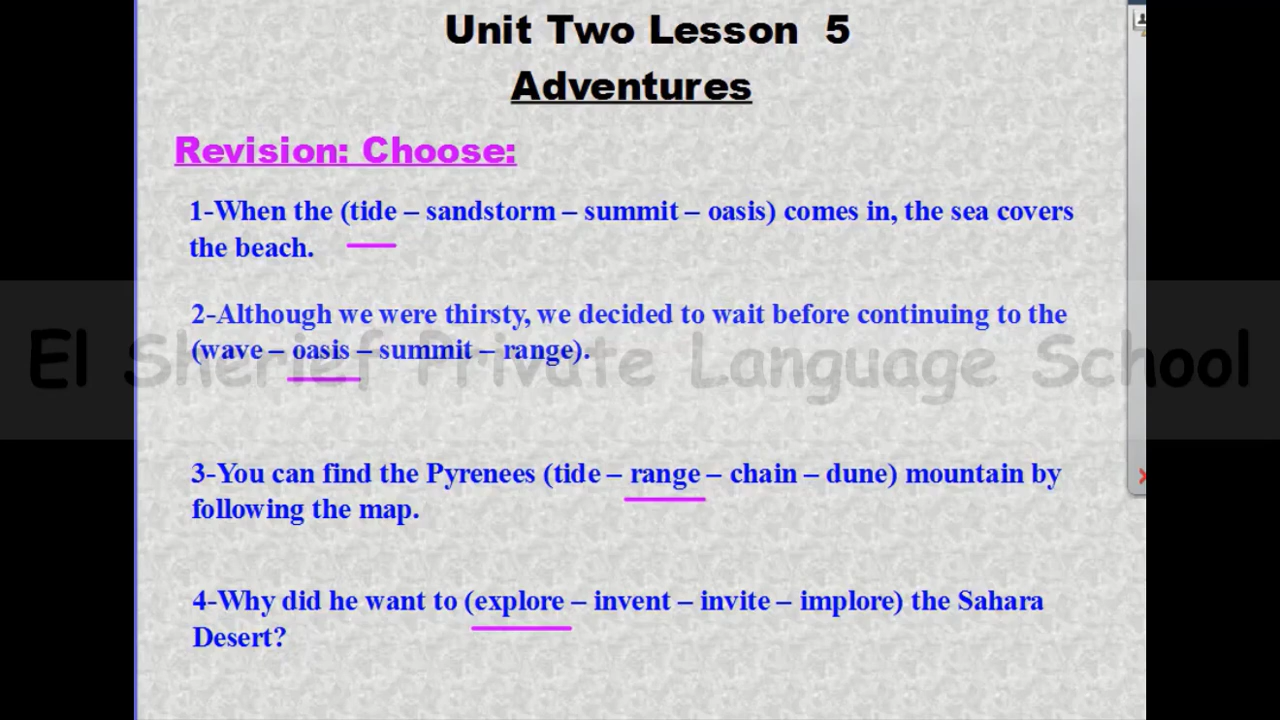 Unit Two Lesson 5
Adventures
Revision: Choose:
1-When the (tide – sandstorm – summit – oasis) comes in, the sea covers
the beach.
2-Although we were thirsty, we decided to wait before continuing to the
(wave – oasis – summit – range).
El Sherief Private Language School
3-You can find the Pyrenees (tide – range – chain – dune) mountain by
following the map.
4-Why did he want to (explore – invent – invite – implore) the Sahara
Desert?